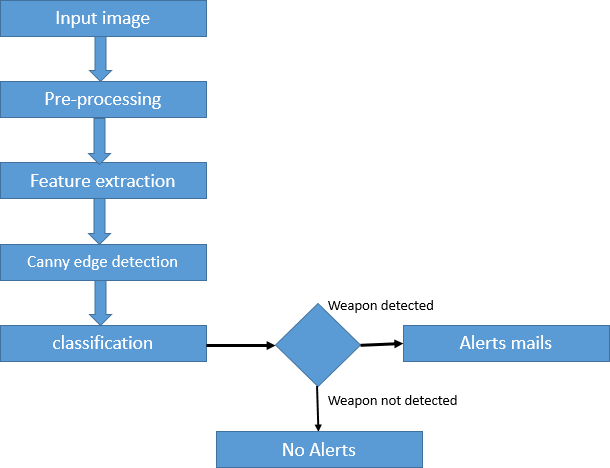 Input image
Pre-processing
Feature extraction
Canny edge detection
classification
Weapon detected
Alerts mails
Weapon not detected
No Alerts